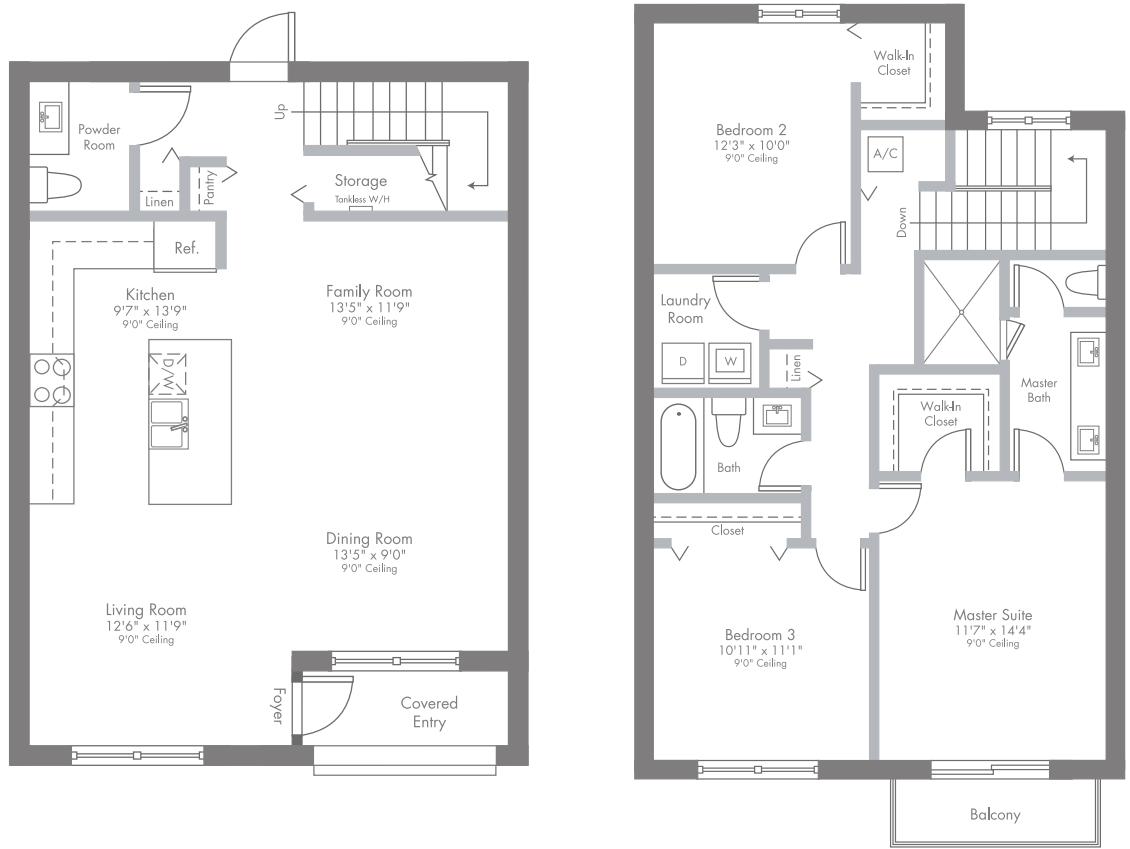 Powder
Room
Linen
Pantry
Up
Storage
Tankless W/H
Ref.
Kitchen
9'7" x 13'9"
9'0" Ceiling
Family Room
13'5" x 11'9"
9'0" Ceiling
D/W
Dining Room
13'5" x 9'0"
9'0" Ceiling
Living Room
12'6" x 11'9"
9'0" Ceiling
Foyer
Covered
Entry
Walk-In
Closet
Bedroom 2
12'3" x 10'0"
9'0" Ceiling
A/C
Down
Laundry
Room
D
W
Linen
Master
Bath
Walk-In
Closet
Bath
Closet
Bedroom 3
10'11" x 11'1"
9'0" Ceiling
Master Suite
11'7" x 14'4"
9'0" Ceiling
Balcony